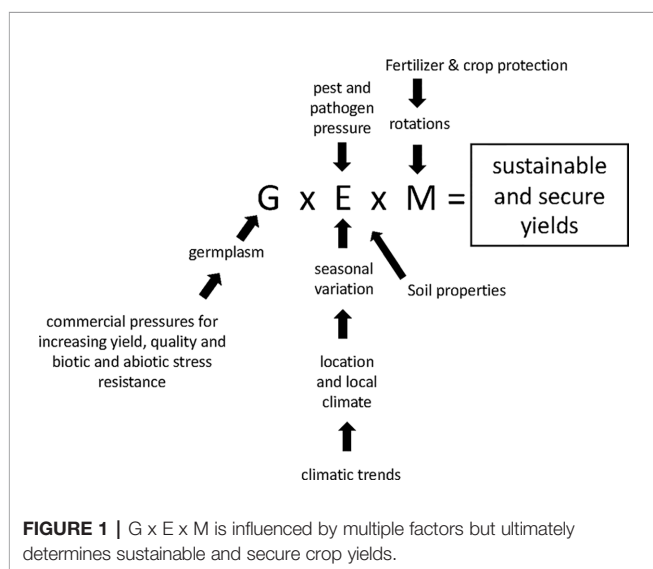 Fertilizer & crop protection
pest and
pathogen
pressure
rotations
G x E x M =
sustainable
and secure
yields
germplasm
seasonal
variation
Soil properties
commercial pressures for
increasing yield, quality and
biotic and abiotic stress
resistance
location
and local
climate
climatic trends
FIGURE 1 | G x E x M is influenced by multiple factors but ultimately
determines sustainable and secure crop yields.